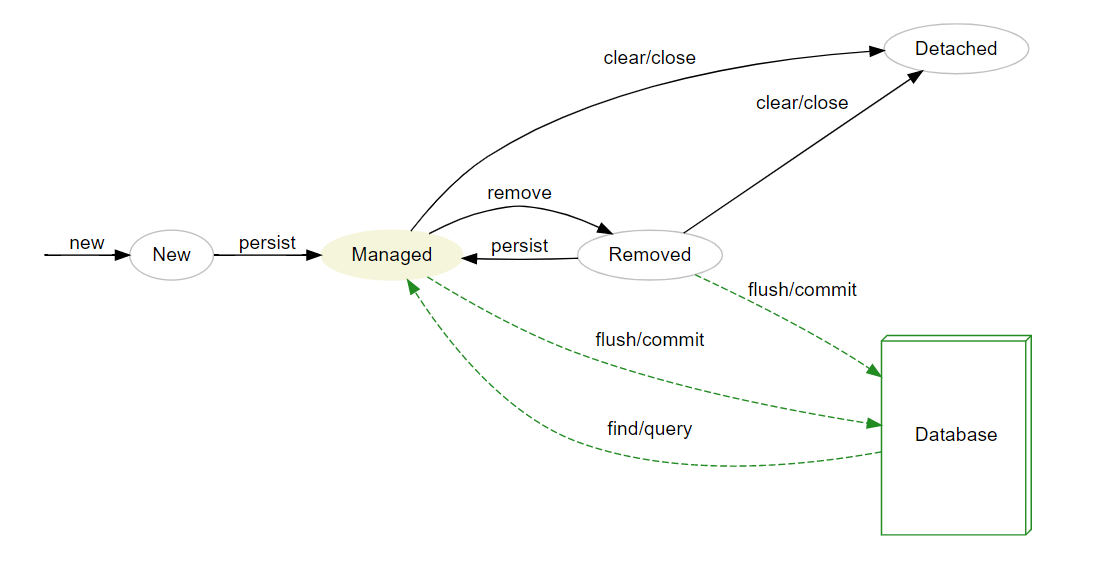 Detached
clear/close
clear/close
remove
new
New
persist
Managed
persist
Removed
flush/commit
flush/commit
find/query
Database